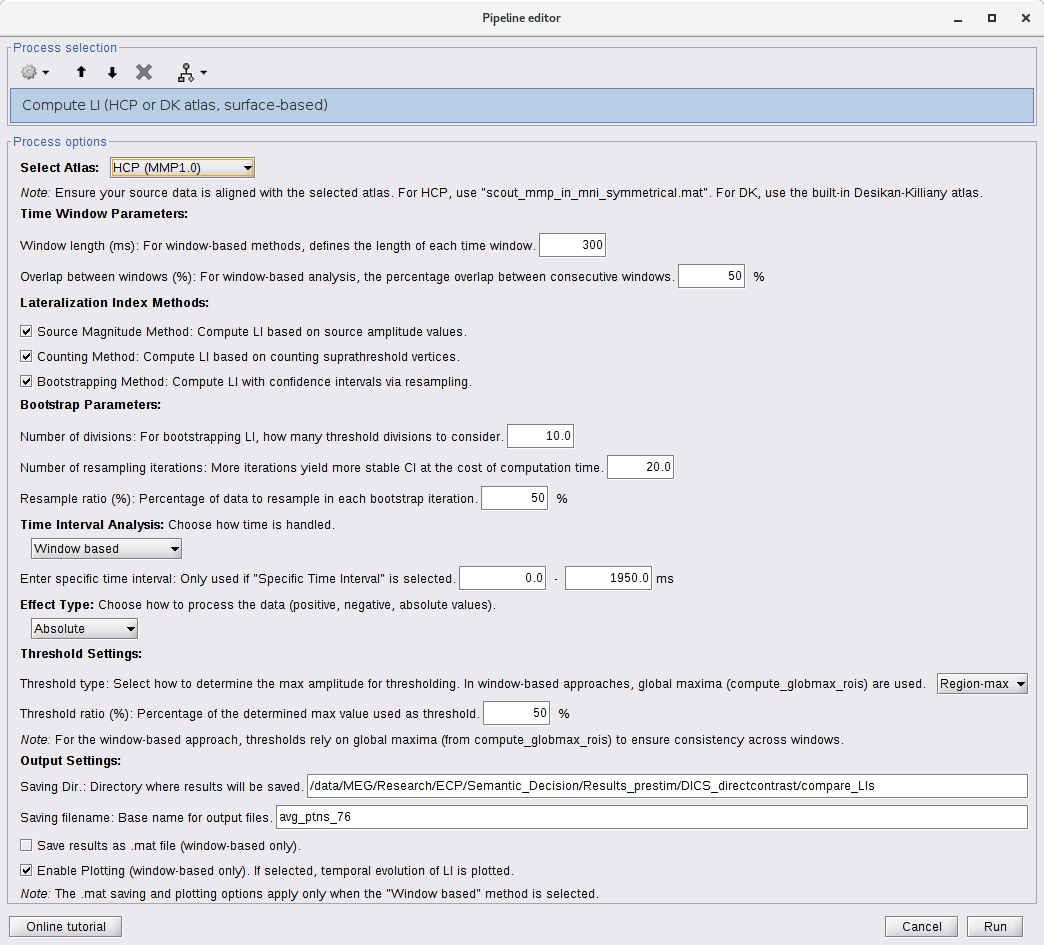 Pipeline editor
Process selection
Compute LI (HCP or DK atlas, surface-based)
Process options
Select Atlas: HCP (MMP1.0)
Note: Ensure your source data is aligned with the selected atlas. For HCP, use "scout_mmp_in_mni_symmetrical.mat". For DK, use the built-in Desikan-Killiany atlas.
Time Window Parameters:
Window length (ms): For window-based methods, defines the length of each time window. 300
Overlap between windows (%): For window-based analysis, the percentage overlap between consecutive windows. 50 %
Lateralization Index Methods:
Source Magnitude Method: Compute LI based on source amplitude values.
Counting Method: Compute LI based on counting suprathreshold vertices.
Bootstrapping Method: Compute LI with confidence intervals via resampling.
Bootstrap Parameters:
Number of divisions: For bootstrapping LI, how many threshold divisions to consider. 10.0
Number of resampling iterations: More iterations yield more stable CI at the cost of computation time. 20.0
Resample ratio (%): Percentage of data to resample in each bootstrap iteration. 50 %
Time Interval Analysis: Choose how time is handled.
Window based
Enter specific time interval: Only used if "Specific Time Interval" is selected. 0.0 - 1950.0 ms
Effect Type: Choose how to process the data (positive, negative, absolute values).
Absolute
Threshold Settings:
Threshold type: Select how to determine the max amplitude for thresholding. In window-based approaches, global maxima (compute_globmax_rois) are used. Region-max
Threshold ratio (%): Percentage of the determined max value used as threshold. 50 %
Note: For the window-based approach, thresholds rely on global maxima (from compute_globmax_rois) to ensure consistency across windows.
Output Settings:
Saving Dir.: Directory where results will be saved. /data/MEG/Research/ECP/Semantic_Decision/Results_prestim/DICS_directcontrast/compare_LIs
Saving filename: Base name for output files. avg_ptns_76
Save results as .mat file (window-based only).
Enable Plotting (window-based only). If selected, temporal evolution of LI is plotted.
Note: The .mat saving and plotting options apply only when the "Window based" method is selected.
Online tutorial Cancel Run